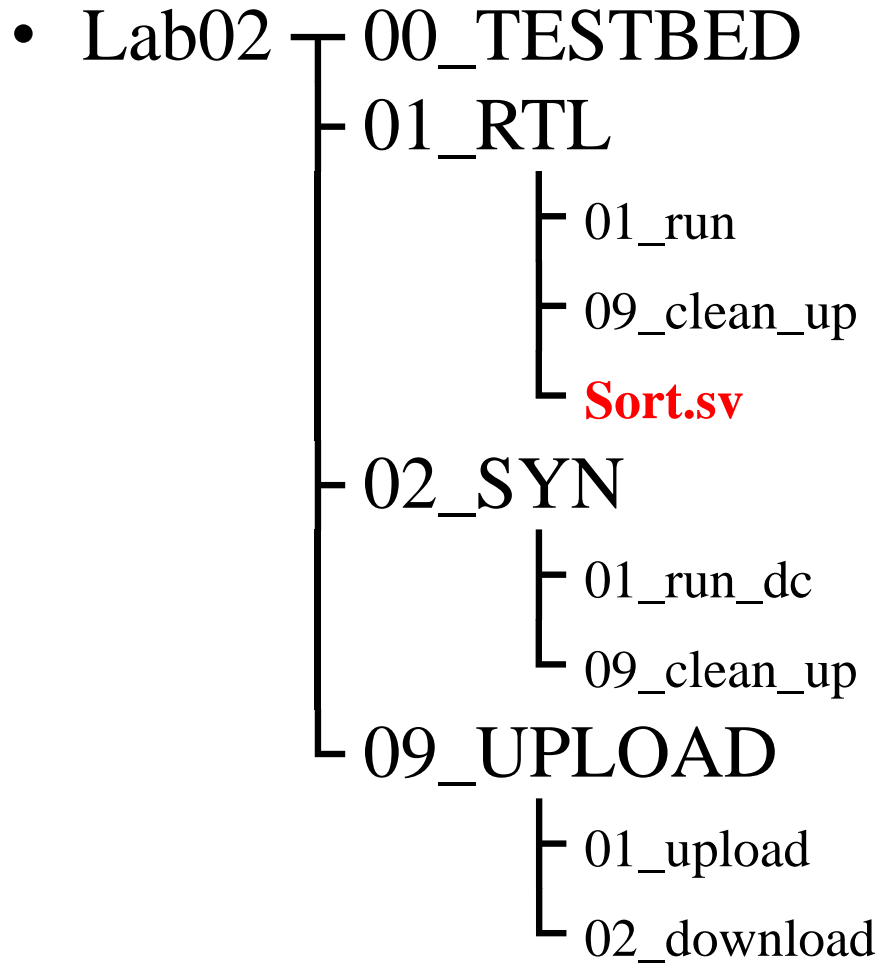 • Lab02 00_TESTBED
01_RTL
01_run
09_clean_up
Sort.sv
02_SYN
01_run_dc
09_clean_up
09_UPLOAD
01_upload
02_download